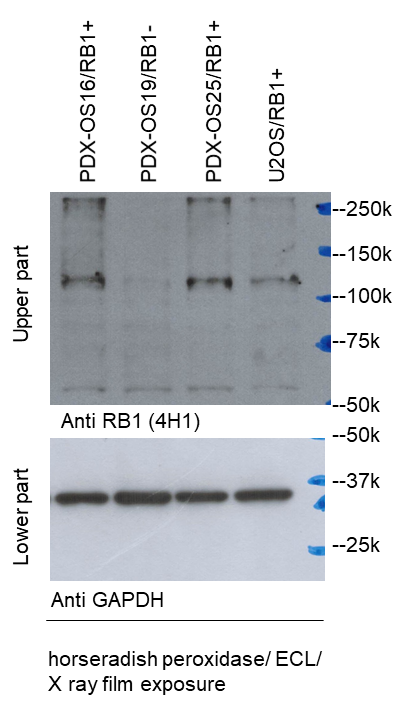 PDX-OS16/RB1+
PDX-OS19/RB1-
PDX-OS25/RB1+
U2OS/RB1+
Upper part
--250k
--150k
--100k
--75k
--50k
Anti RB1 (4H1)
--50k
Lower part
--37k
--25k
Anti GAPDH
horseradish peroxidase/ ECL/
X ray film exposure